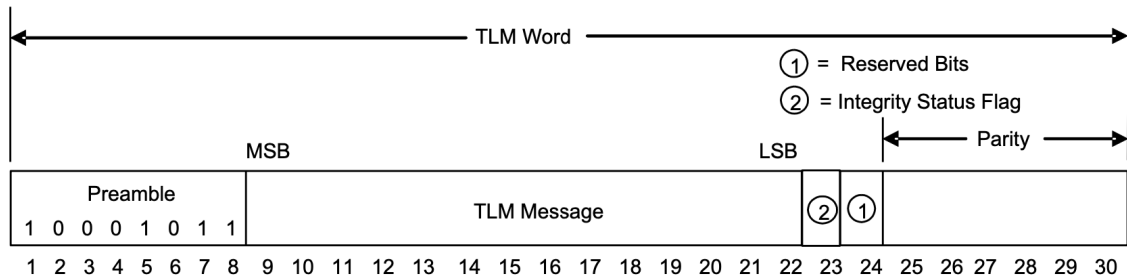 TLM Word
① = Reserved Bits
② = Integrity Status Flag
Parity
MSB LSB
Preamble
TLM Message ② ①
1 0 0 0 1 0 1 1
1 2 3 4 5 6 7 8 9 10 11 12 13 14 15 16 17 18 19 20 21 22 23 24 25 26 27 28 29 30